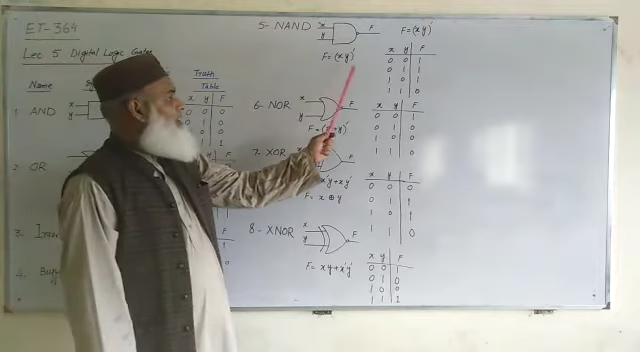 ET-364
Lec 5 Digital Logic Gates
Name
Truth
Table
1. AND
x y F
0 0
0
0
1
2. OR
3.
4.
5- NAND x y F F=(xy)'
F=(xy)'
x y F
0 0 1
0 1 1
1 0 1
1 1 0
6- NOR x y F
x y F
0 0 1
0 1 0
1 0 0
1 1 0
7- XOR
x'y+xy'
F= x ⊕ y
x y F
0 0 0
0 1 1
1 0 1
1 1 0
8- XNOR x y F
F= xy+x'y'
x y F
0 0 1
0 1 0
1 0 0
1 1 1